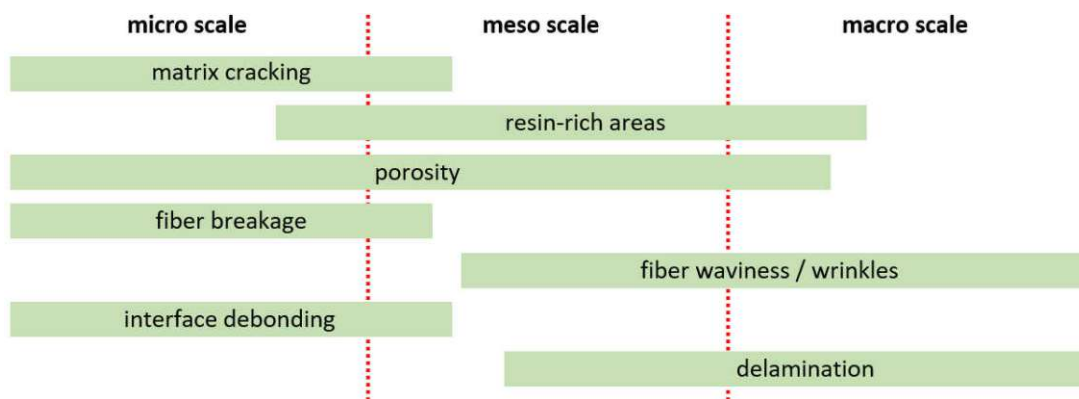 micro scale meso scale macro scale
matrix cracking
resin-rich areas
porosity
fiber breakage
fiber waviness / wrinkles
interface debonding
delamination